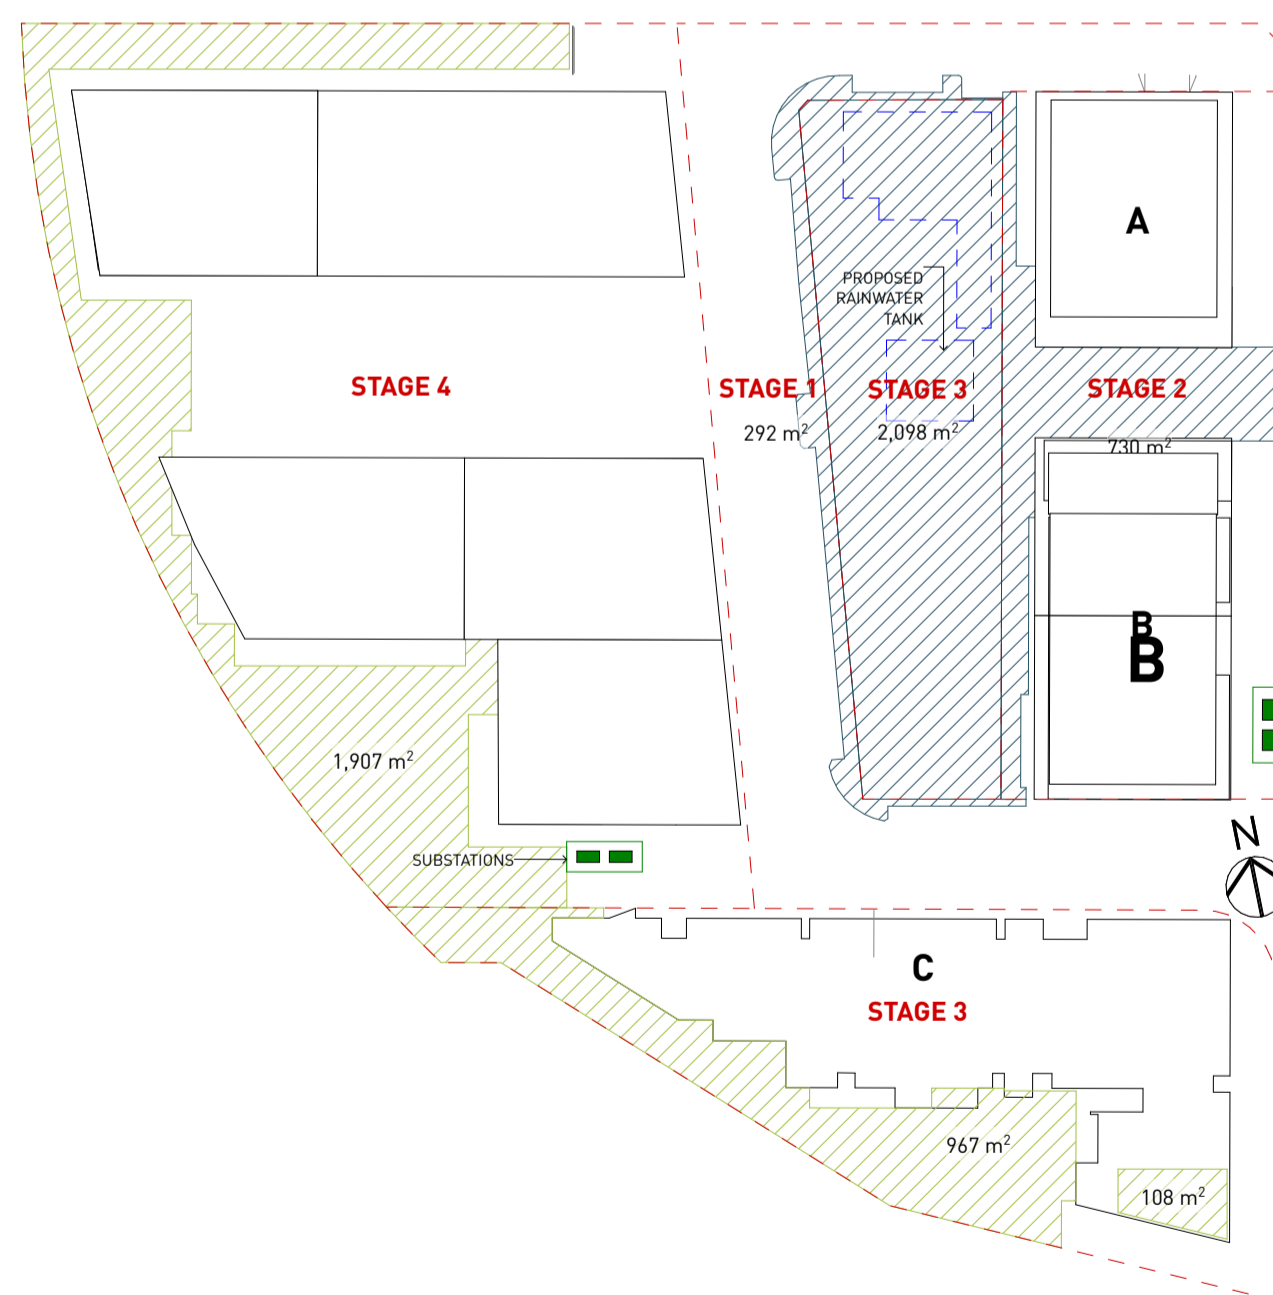 A
PROPOSED
RAINWATER
TANK
STAGE 4
STAGE 1
STAGE 3
STAGE 2
292 m²
2,098 m²
730 m²
B
B
1,907 m²
SUBSTATIONS
N
C
STAGE 3
967 m²
108 m²